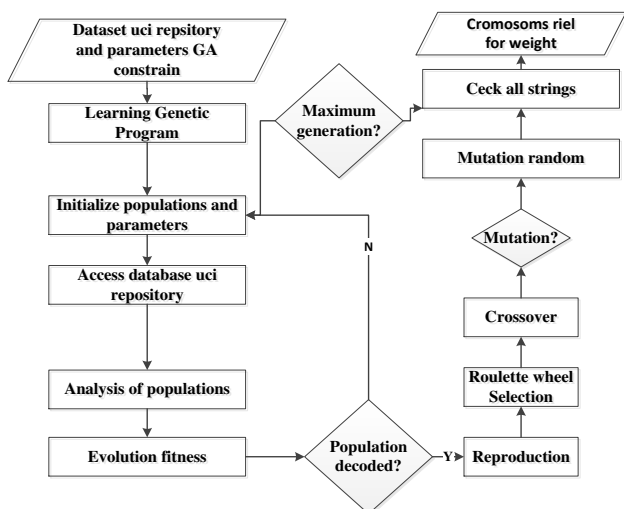 Dataset uci repsitory
and parameters GA
constrain
Learning Genetic
Program
Initialize populations and
parameters
Access database uci
repository
Analysis of populations
Evolution fitness
Population
decoded?
N
Y
Reproduction
Roulette wheel
Selection
Crossover
Mutation?
Mutation random
Maximum
generation?
Ceck all strings
Cromosoms riel
for weight